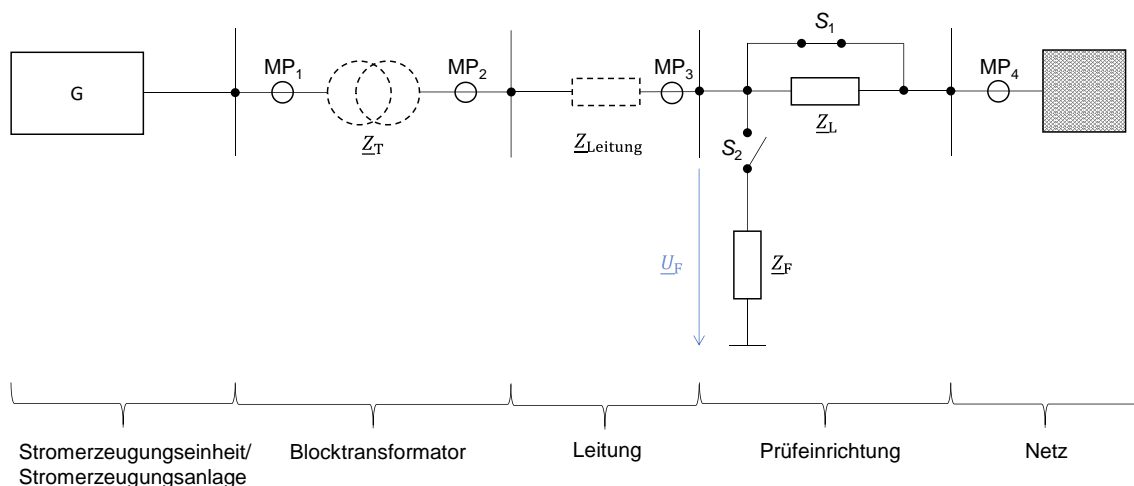 S1
MP1
MP2
MP3
MP4
G
ZT
ZLeitung
ZL
S2
UF
ZF
Stromerzeugungseinheit/
Stromerzeugungsanlage
Blocktransformator
Leitung
Prüfeinrichtung
Netz